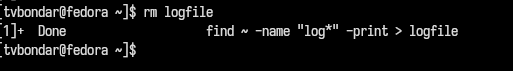 [tvbondar@fedora ~]$ rm logfile
[1]+  Done                    find ~ -name "log*" -print > logfile
[tvbondar@fedora ~]$